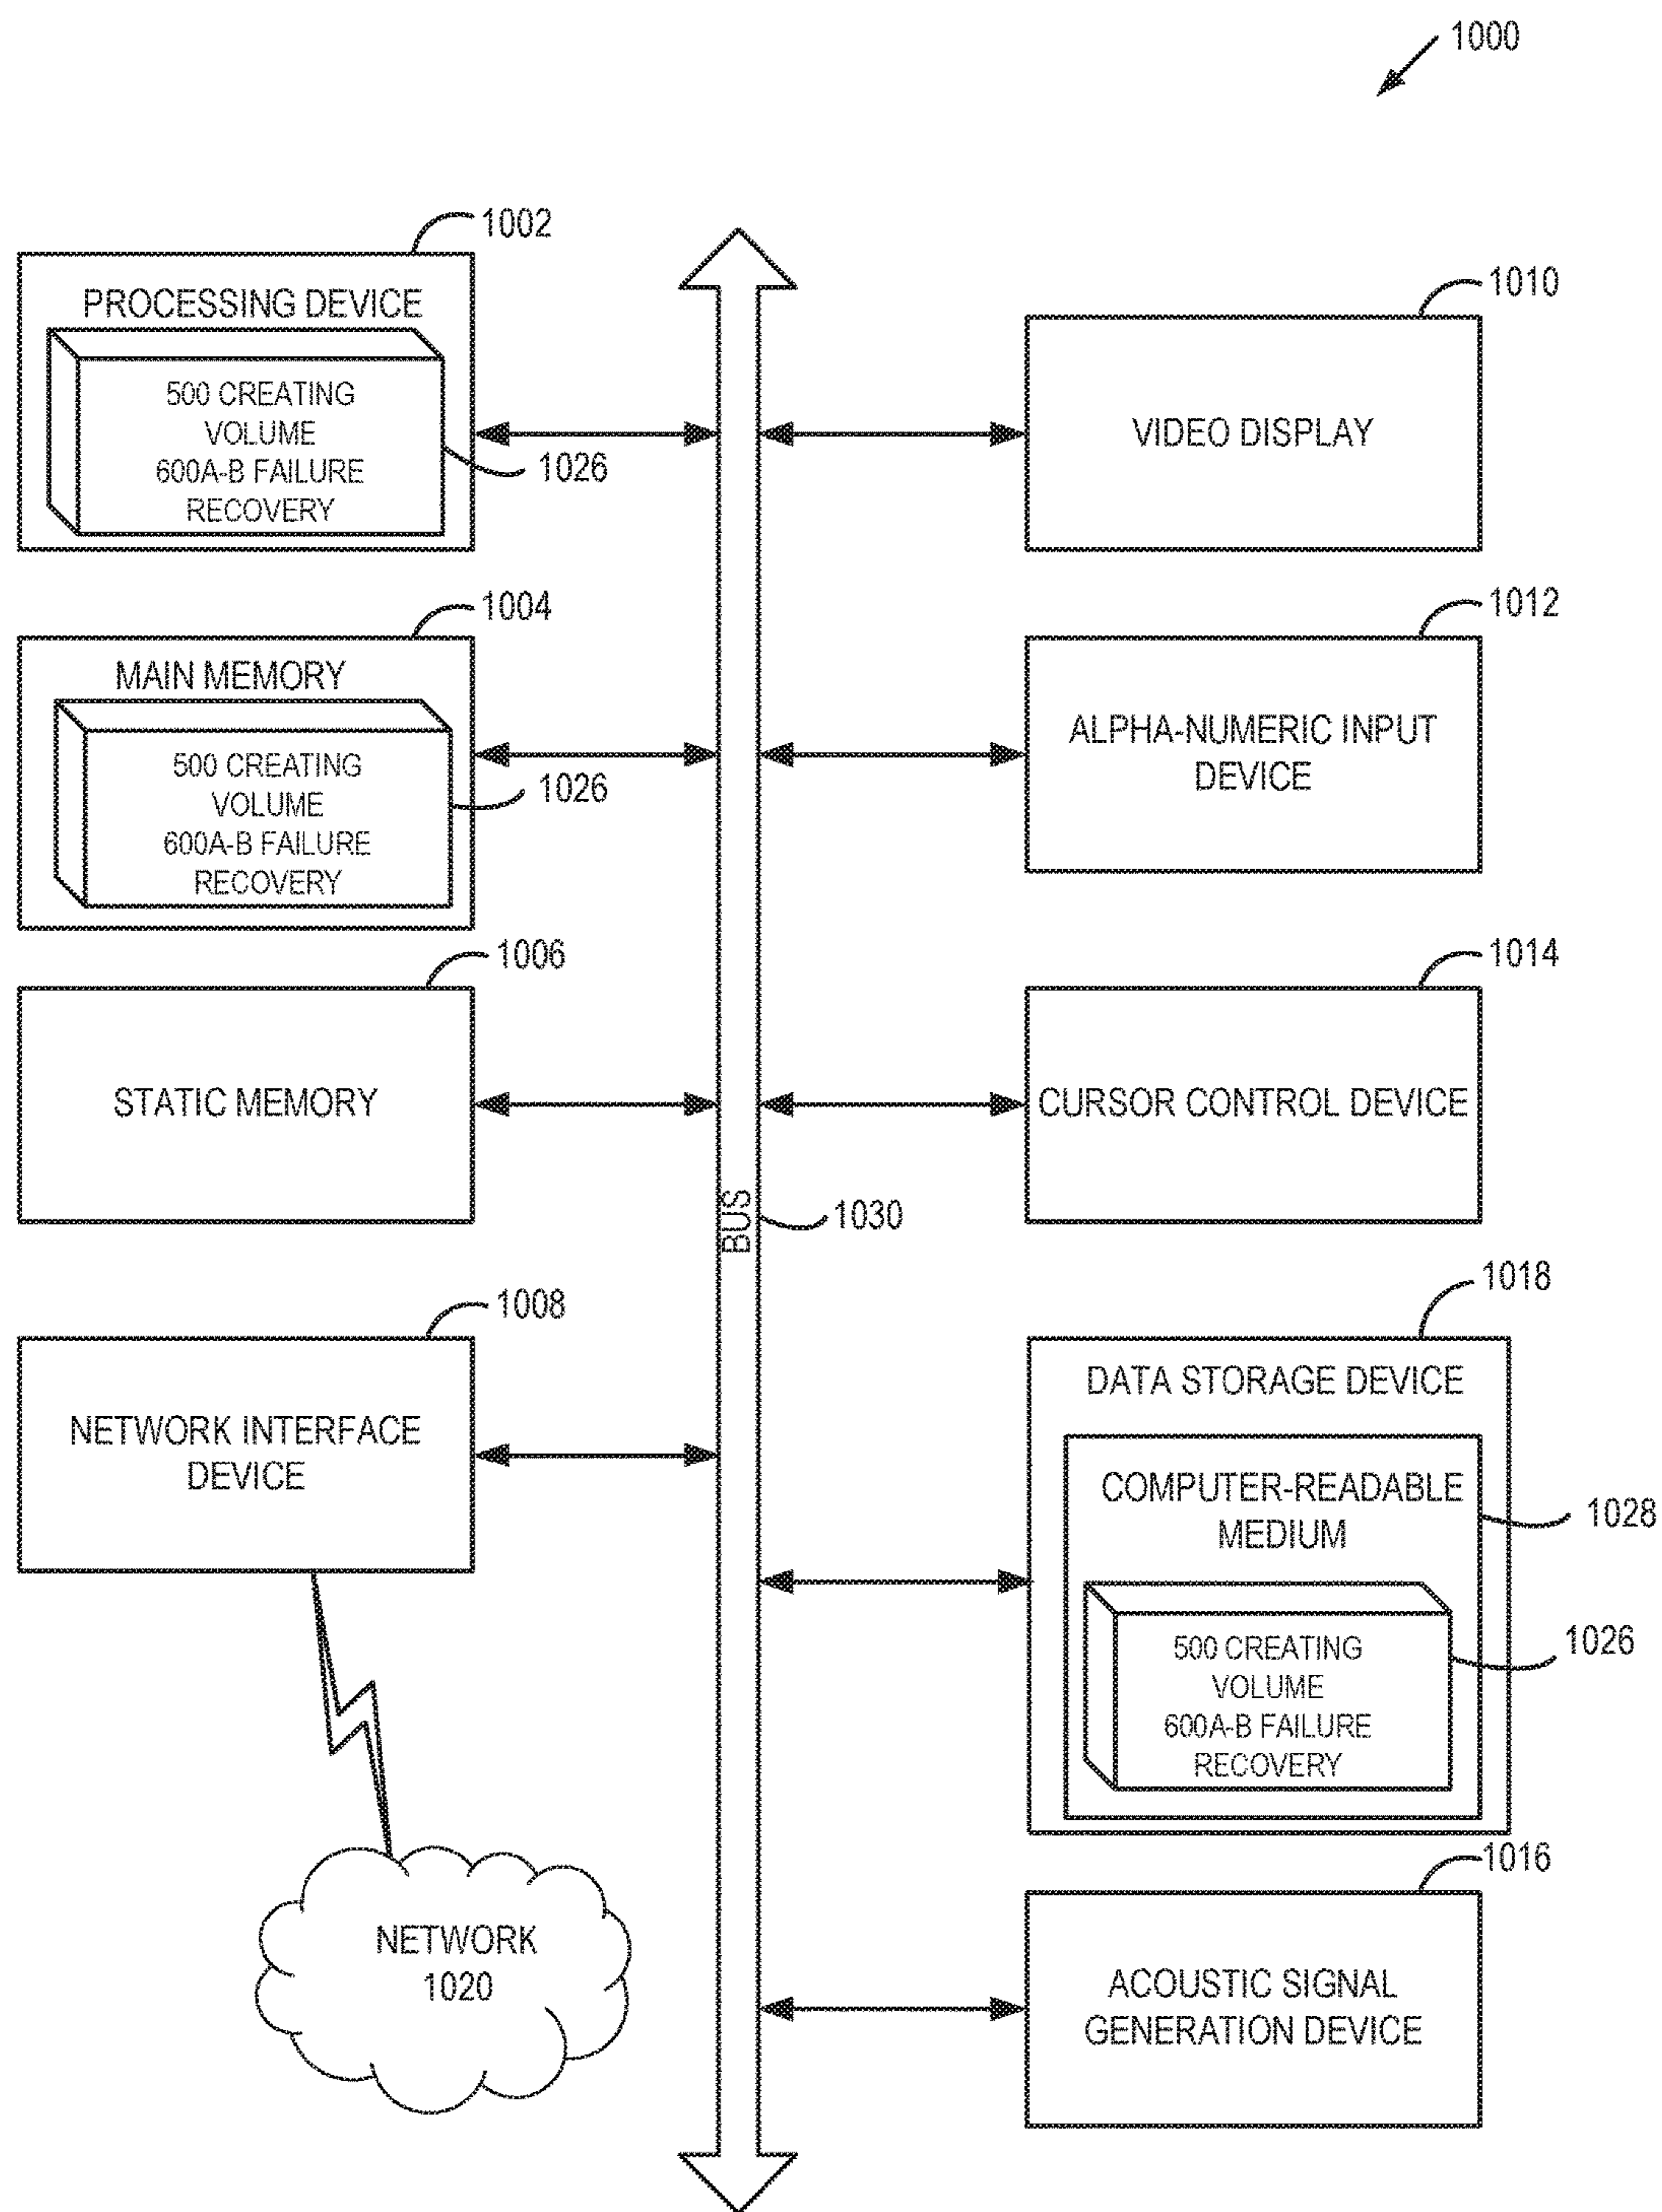 1000
1002
PROCESSING DEVICE
500 CREATING
VOLUME
600A-B FAILURE
RECOVERY
1026
1004
MAIN MEMORY
500 CREATING
VOLUME
600A-B FAILURE
RECOVERY
1026
1006
STATIC MEMORY
1008
NETWORK INTERFACE
DEVICE
NETWORK
1020
BUS
1030
1010
VIDEO DISPLAY
1012
ALPHA-NUMERIC INPUT
DEVICE
1014
CURSOR CONTROL DEVICE
1018
DATA STORAGE DEVICE
COMPUTER-READABLE
MEDIUM
1028
500 CREATING
VOLUME
600A-B FAILURE
RECOVERY
1026
1016
ACOUSTIC SIGNAL
GENERATION DEVICE